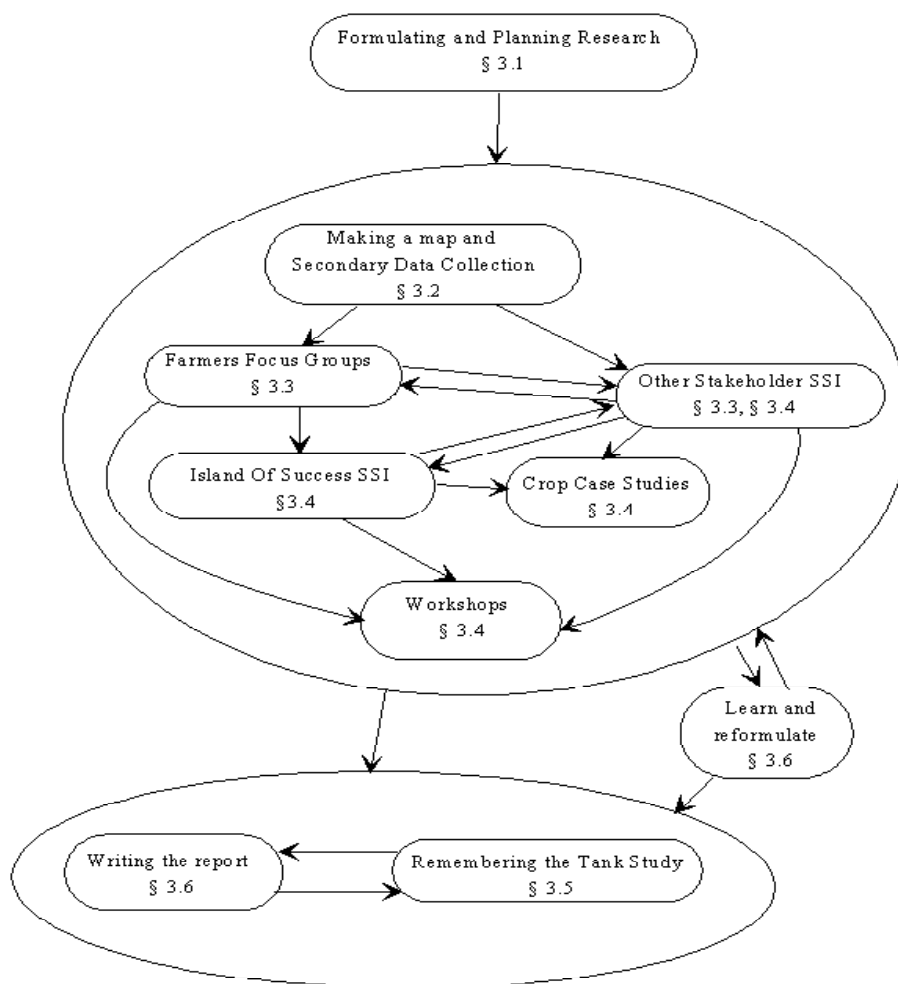 Formulating and Planning Research
§ 3.1
Making a map and
Secondary Data Collection
§ 3.2
Farmers Focus Groups
§ 3.3
Other Stakeholder SSI
§ 3.3, § 3.4
Island Of Success SSI
§3.4
Crop Case Studies
§ 3.4
Workshops
§ 3.4
Learn and
reformulate
§ 3.6
Writing the report
§ 3.6
Remembering the Tank Study
§ 3.5